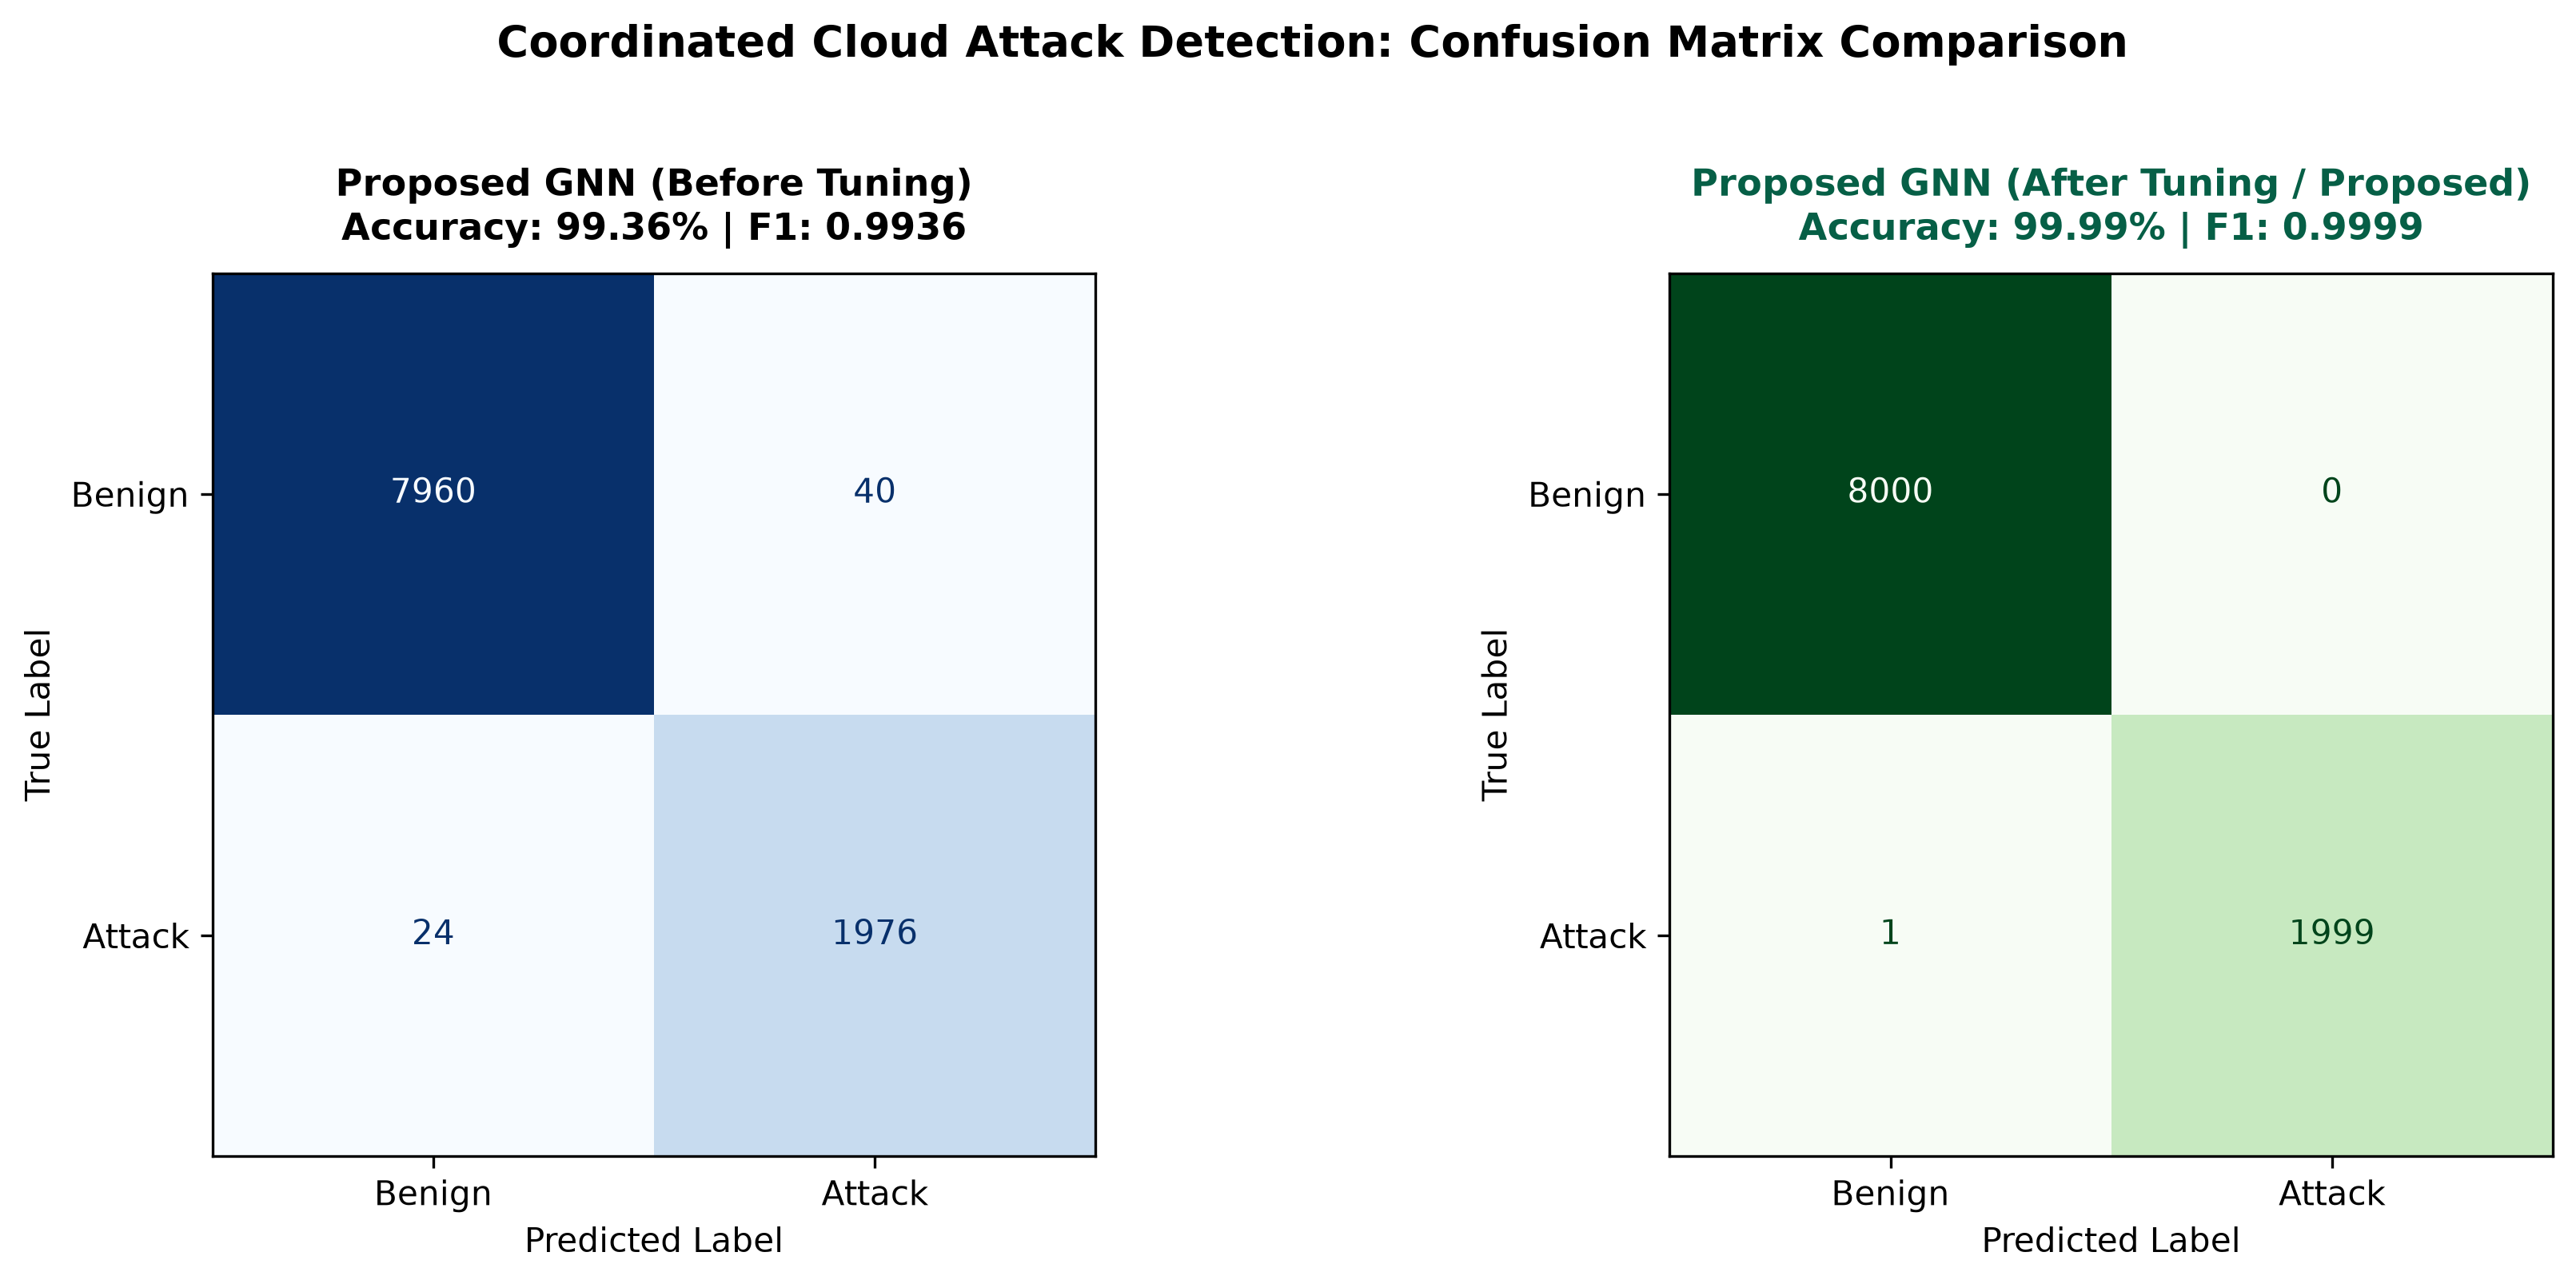 Coordinated Cloud Attack Detection: Confusion Matrix Comparison
Proposed GNN (Before Tuning)
Accuracy: 99.36% | F1: 0.9936
True Label
Benign
7960
40
Attack
24
1976
Benign
Attack
Predicted Label
Proposed GNN (After Tuning / Proposed)
Accuracy: 99.99% | F1: 0.9999
True Label
Benign
8000
0
Attack
1
1999
Benign
Attack
Predicted Label